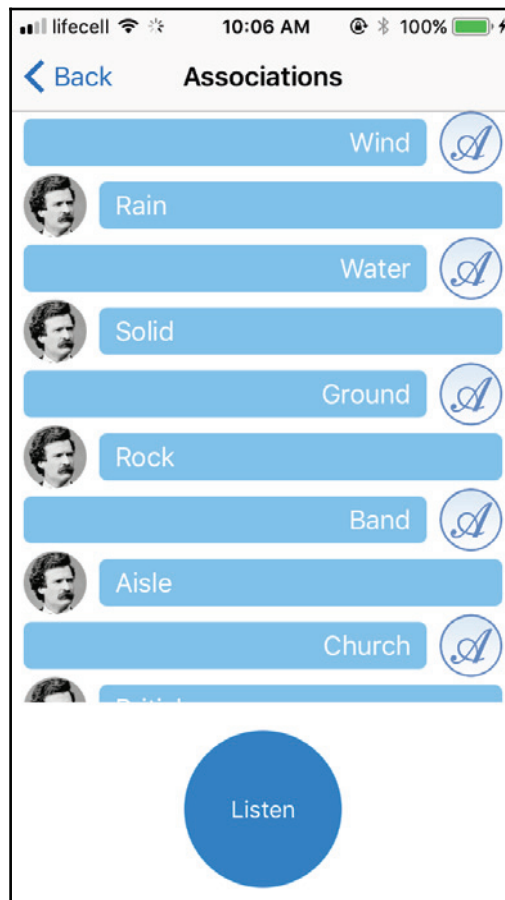 lifecell 10:06 AM 100%
Back Associations
Wind A
Rain
Water A
Solid
Ground A
Rock
Band A
Aisle
Church A
Listen